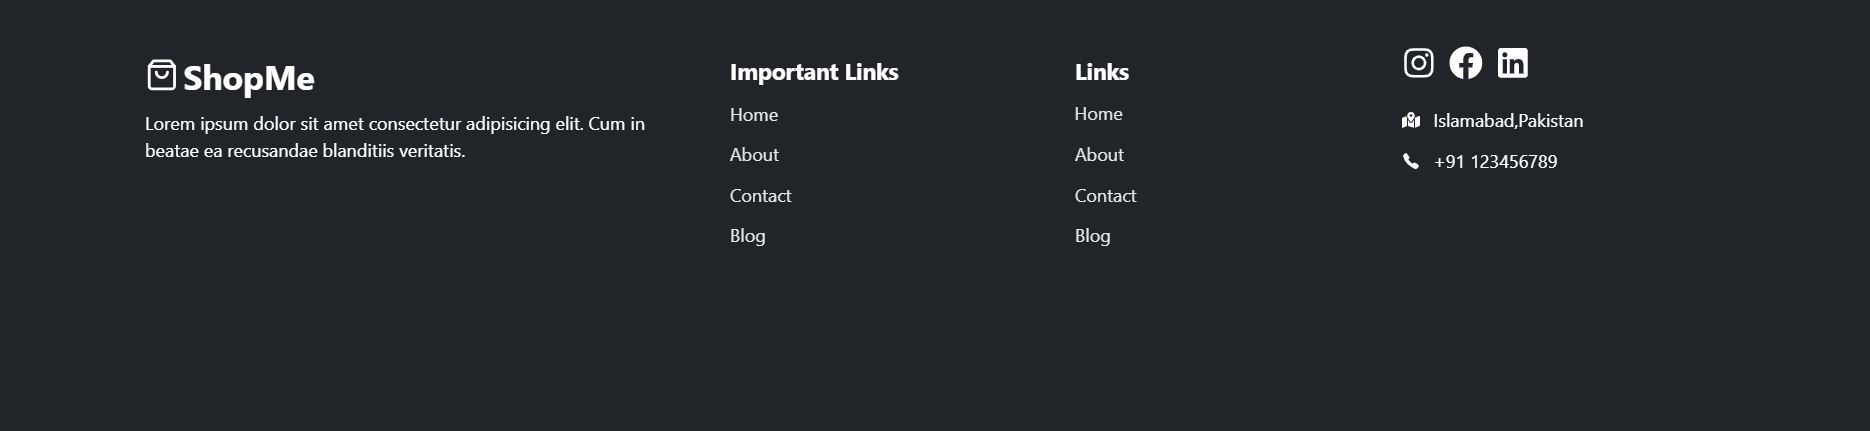 ShopMe
Lorem ipsum dolor sit amet consectetur adipisicing elit. Cum in
beatae ea recusandae blanditiis veritatis.
Important Links
Home
About
Contact
Blog
Links
Home
About
Contact
Blog
Islamabad,Pakistan
+91 123456789